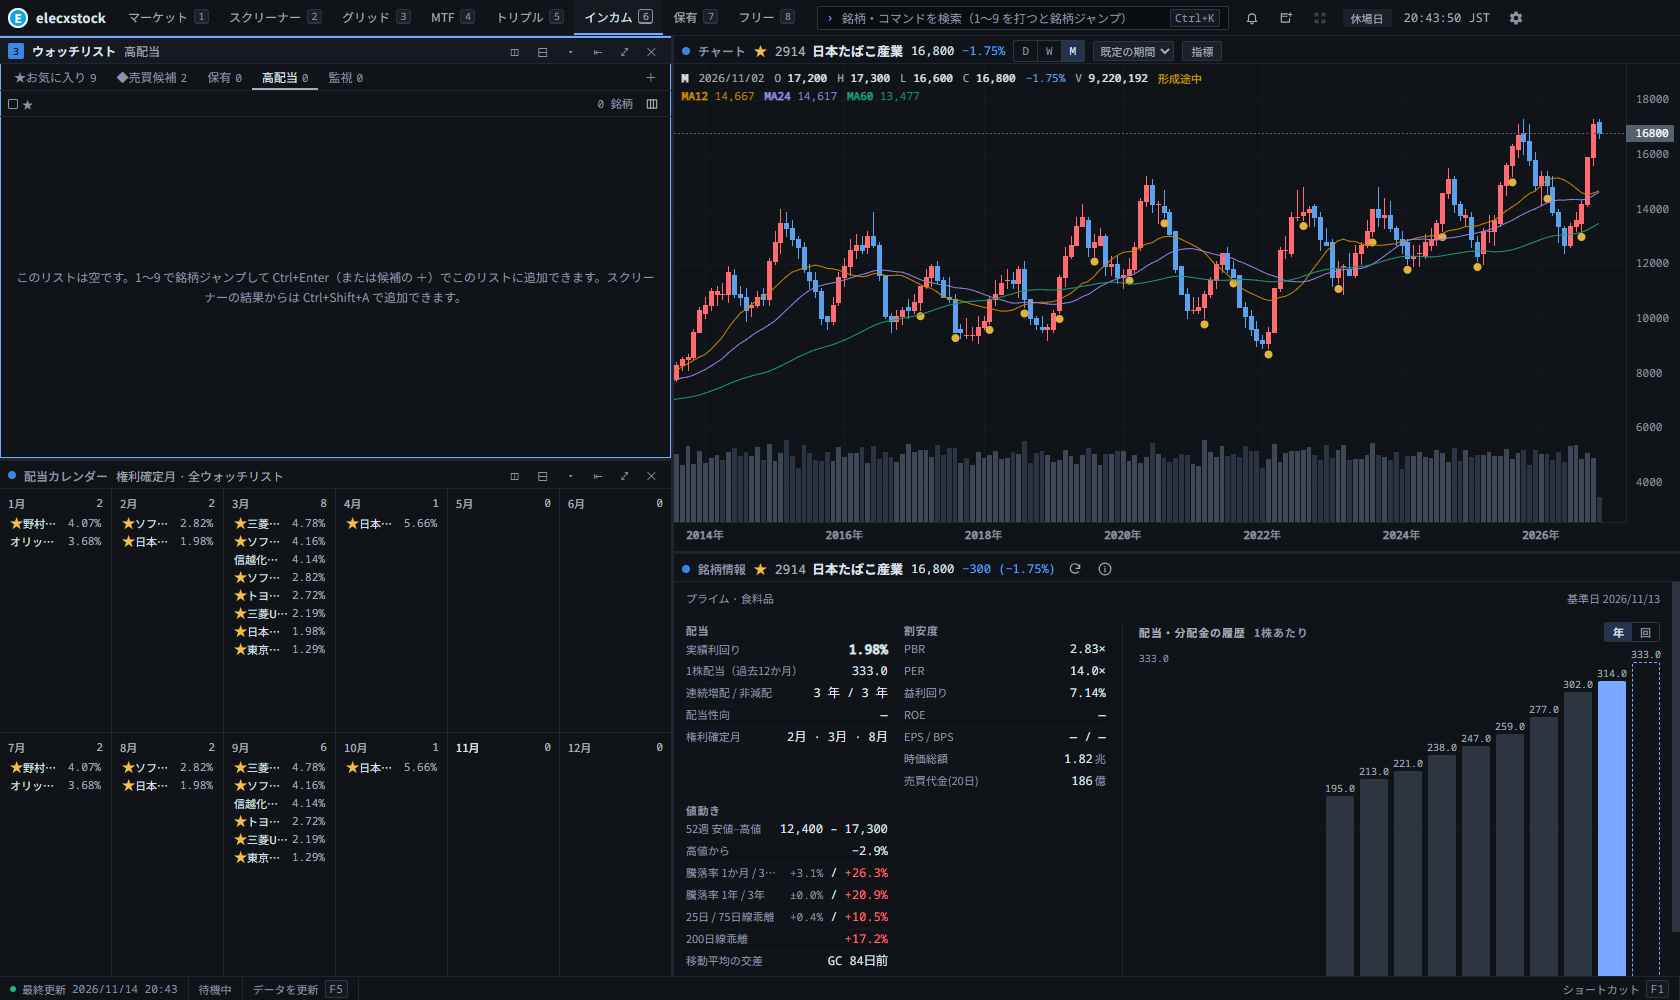 elecxstock マーケット 1 スクリーナー 2 グリッド 3 MTF 4 トリプル 5 インカム 6 保有 7 フリー 8 › 銘柄・コマンドを検索（1〜9 を打つと銘柄ジャンプ） Ctrl+K 休場日 20:43:50 JST
3 ウォッチリスト 高配当
★お気に入り 9 ◆売買候補 2 保有 0 高配当 0 監視 0 +
★ 0 銘柄
このリストは空です。1〜9 で銘柄ジャンプして Ctrl+Enter（または候補の +）でこのリストに追加できます。スクリー
ナーの結果からは Ctrl+Shift+A で追加できます。
チャート ★ 2914 日本たばこ産業 16,800 −1.75% D W M 既定の期間 指標
M 2026/11/02 O 17,200 H 17,300 L 16,600 C 16,800 −1.75% V 9,220,192 形成途中
MA12 14,667 MA24 14,617 MA60 13,477
18000
16800
16000
14000
12000
10000
8000
6000
4000
2014年 2016年 2018年 2020年 2022年 2024年 2026年
配当カレンダー 権利確定月 · 全ウォッチリスト
1月 2
★野村… 4.07%
オリッ… 3.68%
2月 2
★ソフ… 2.82%
★日本… 1.98%
3月 8
★三菱… 4.78%
★ソフ… 4.16%
信越化… 4.14%
★ソフ… 2.82%
★トヨ… 2.72%
★三菱U… 2.19%
★日本… 1.98%
★東京… 1.29%
4月 1
★日本… 5.66%
5月 0
6月 0
7月 2
★野村… 4.07%
オリッ… 3.68%
8月 2
★ソフ… 2.82%
★日本… 1.98%
9月 6
★三菱… 4.78%
★ソフ… 4.16%
信越化… 4.14%
★トヨ… 2.72%
★三菱U… 2.19%
★東京… 1.29%
10月 1
★日本… 5.66%
11月 0
12月 0
銘柄情報 ★ 2914 日本たばこ産業 16,800 −300 (−1.75%)
プライム · 食料品 基準日 2026/11/13
配当
実績利回り 1.98%
1株配当（過去12か月） 333.0
連続増配 / 非減配 3 年 / 3 年
配当性向 —
権利確定月 2月 · 3月 · 8月
割安度
PBR 2.83×
PER 14.0×
益利回り 7.14%
ROE —
EPS / BPS — / —
時価総額 1.82 兆
売買代金(20日) 186 億
値動き
52週 安値–高値 12,400 – 17,300
高値から −2.9%
騰落率 1か月 / 3… +3.1% / +26.3%
騰落率 1年 / 3年 ±0.0% / +20.9%
25日 / 75日線乖離 +0.4% / +10.5%
200日線乖離 +17.2%
移動平均の交差 GC 84日前
配当・分配金の履歴 1株あたり 年 回
333.0
195.0 213.0 221.0 238.0 247.0 259.0 277.0 302.0 314.0 333.0
最終更新 2026/11/14 20:43 待機中 データを更新 F5 ショートカット F1